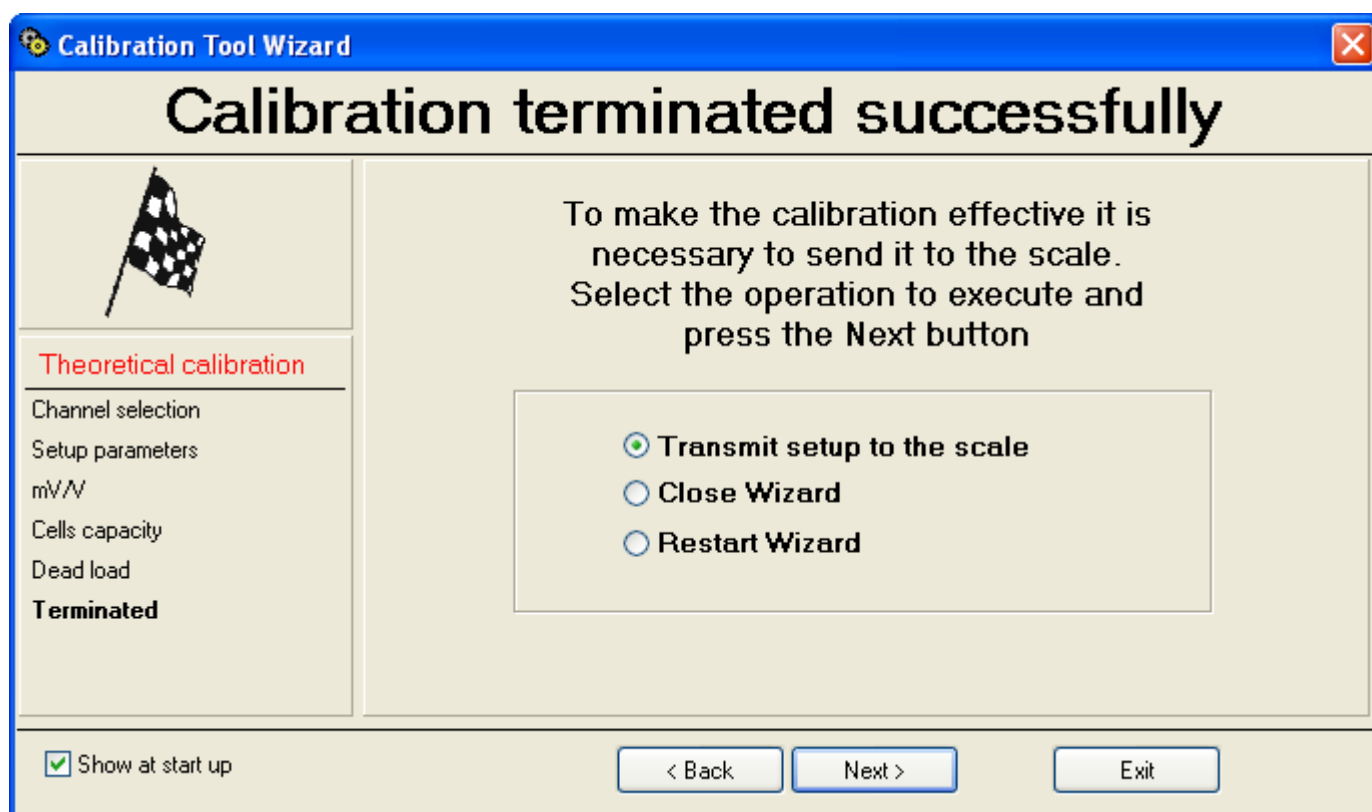 Calibration Tool Wizard
Calibration terminated successfully
To make the calibration effective it is
necessary to send it to the scale.
Select the operation to execute and
press the Next button
Theoretical calibration
Channel selection
Setup parameters
mV/V
Cells capacity
Dead load
Terminated
Transmit setup to the scale
Close Wizard
Restart Wizard
Show at start up
< Back
Next >
Exit